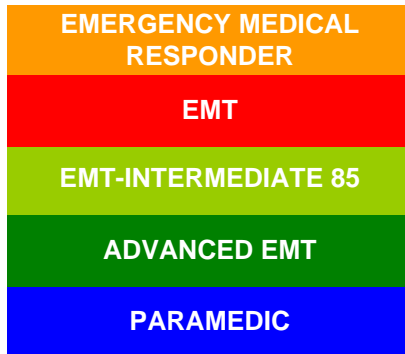 EMERGENCY MEDICAL
RESPONDER
EMT
EMT-INTERMEDIATE 85
ADVANCED EMT
PARAMEDIC